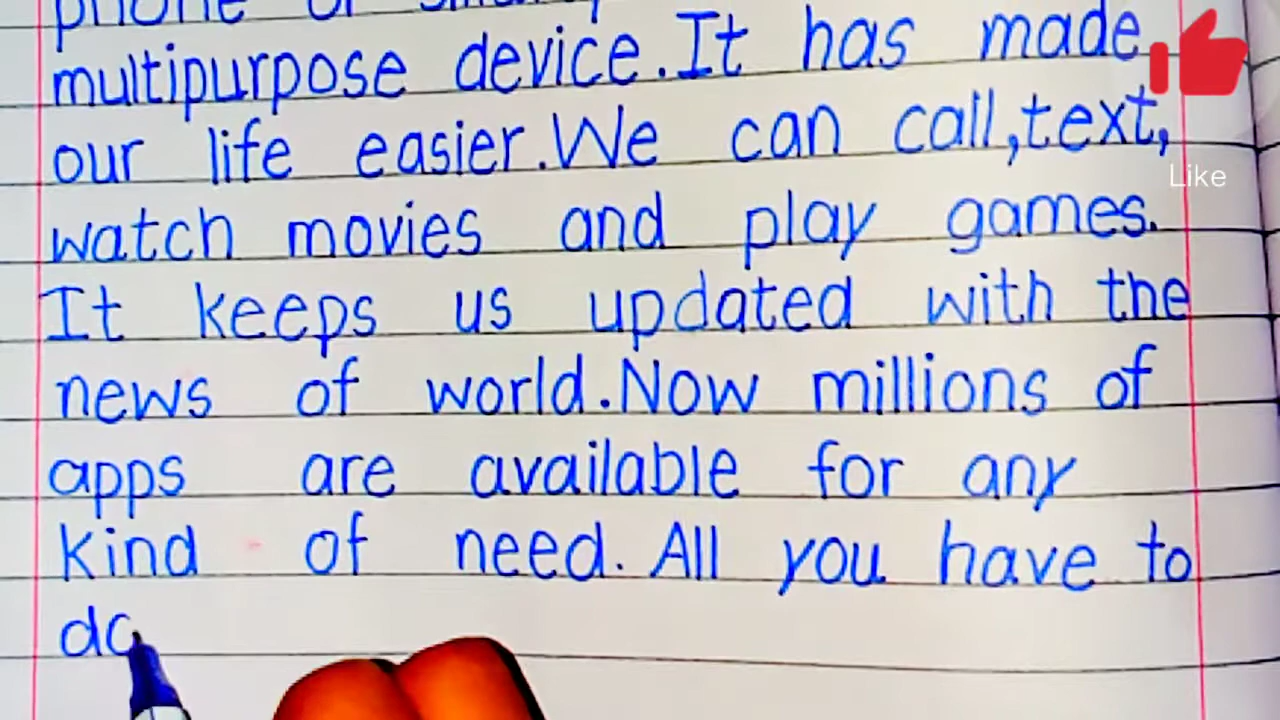 phone or
multipurpose device.It has made
our life easier.We can call,text,
watch movies and play games.
It keeps us updated with the
news of world.Now millions of
apps are available for any
kind of need. All you have to
do
Like